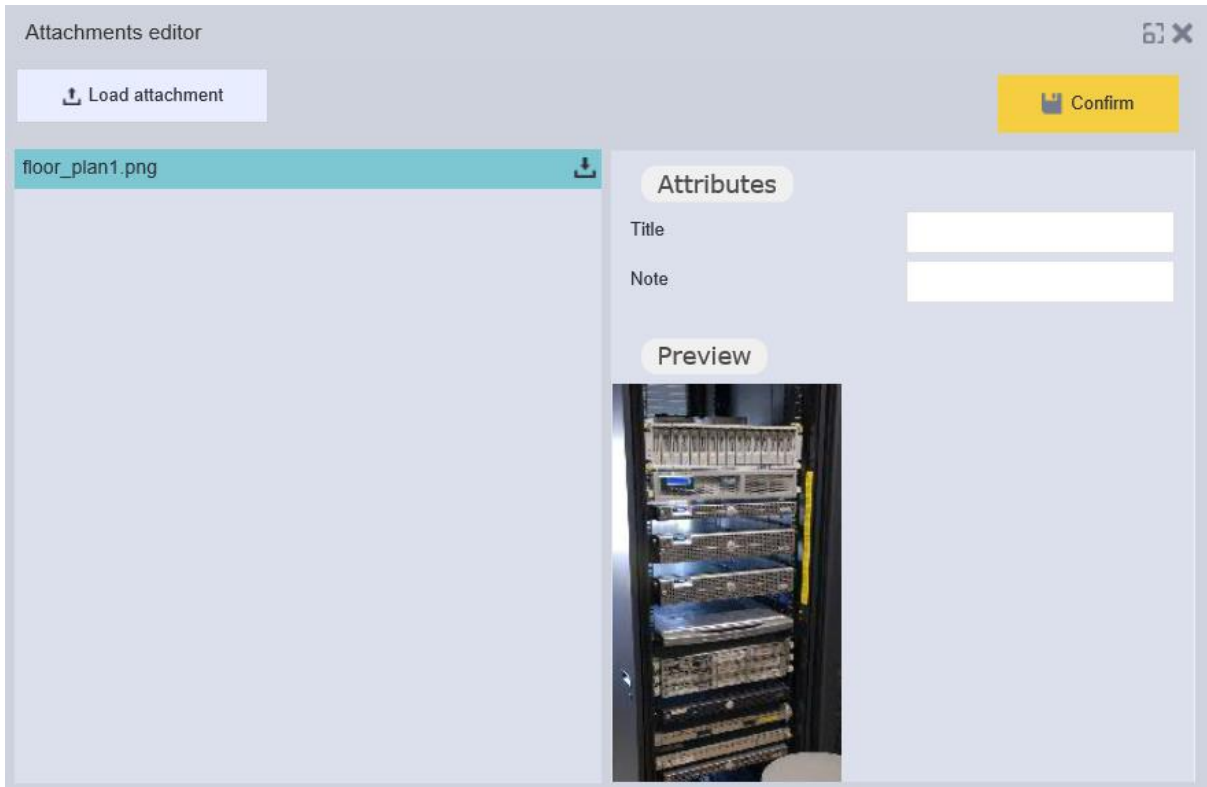 Attachments editor
Load attachment
Confirm
floor_plan1.png
Attributes
Title
Note
Preview